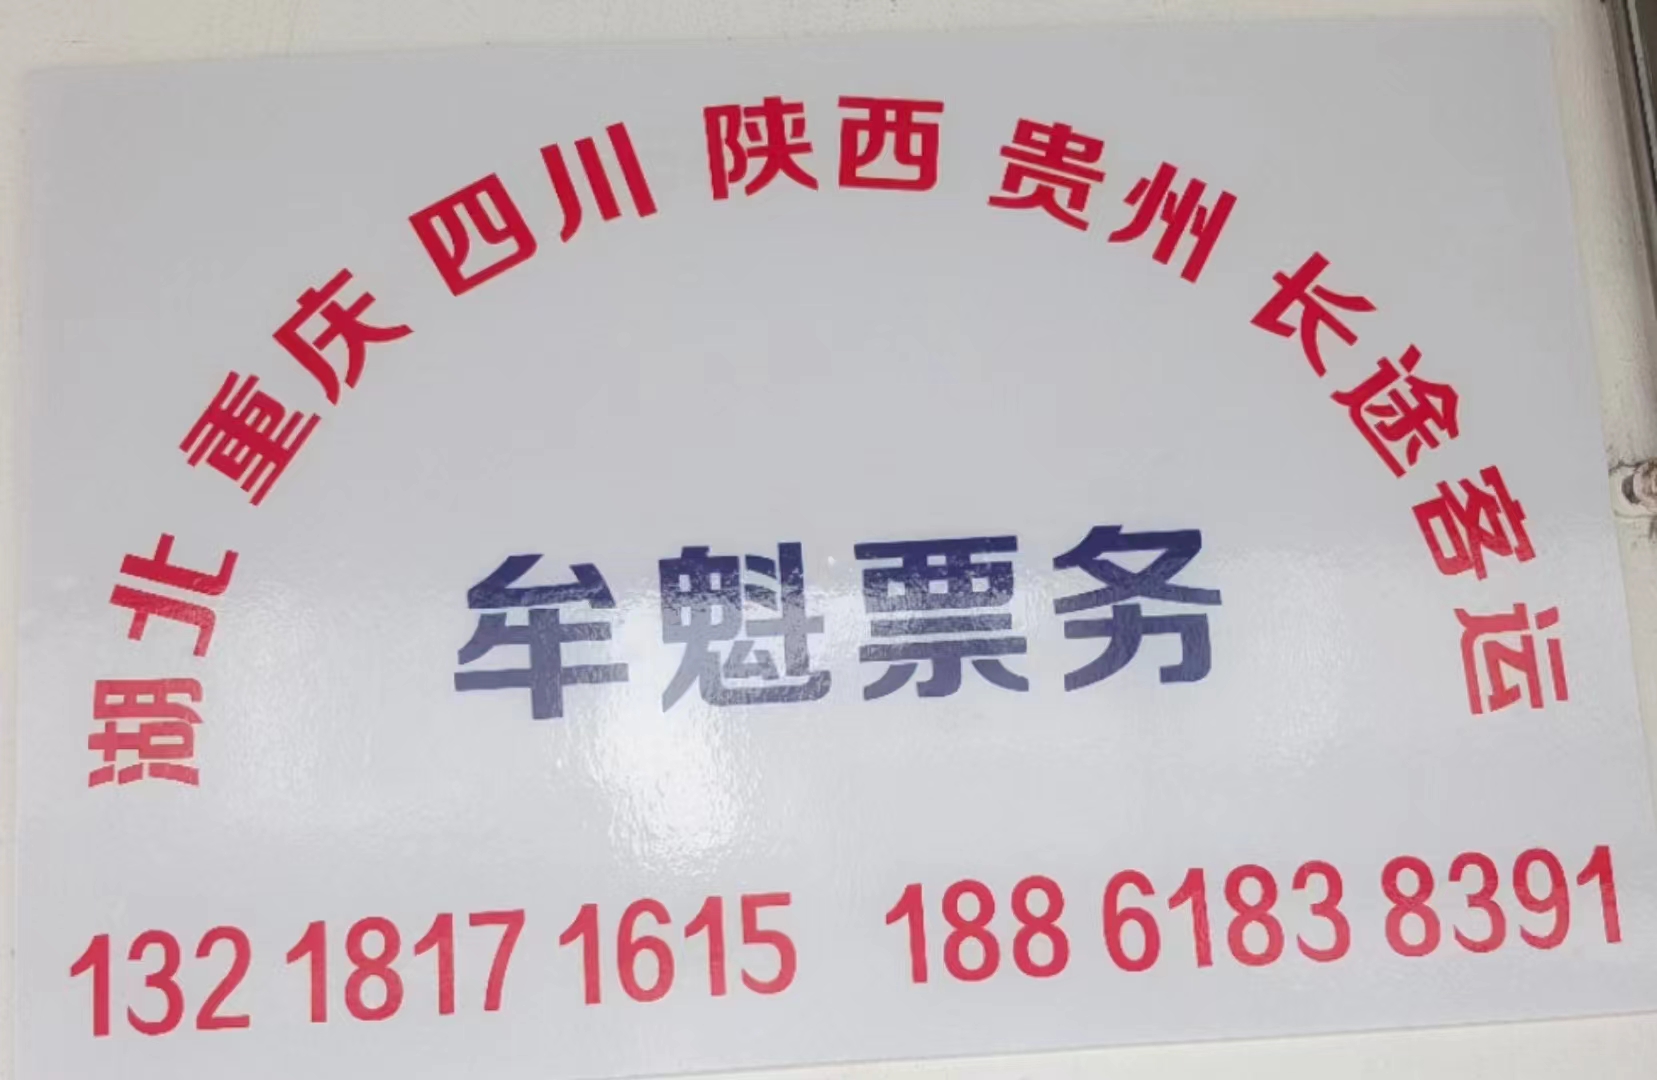 湖北 重庆 四川 陕西 贵州 长途客运
牟魁票务
132 1817 1615 188 6183 8391